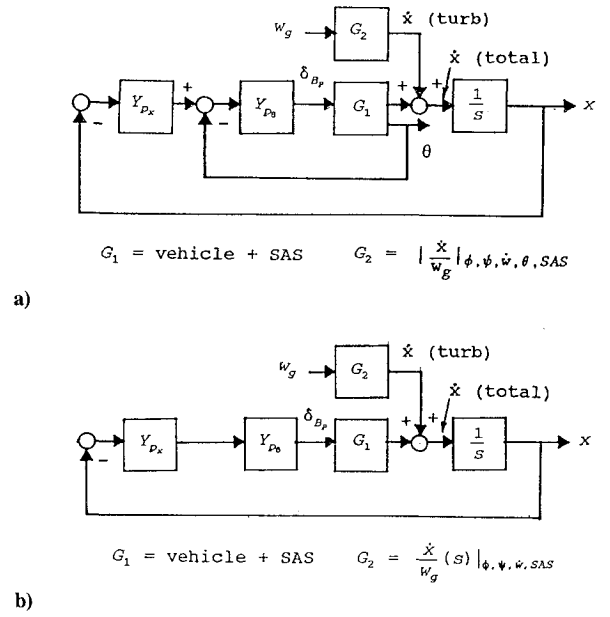 w_g G_2 ẋ (turb)
ẋ (total)
δ_{B_p}
Y_{p_x} + - Y_{p_θ} G_1 + + 1/s x
- θ
G_1 = vehicle + SAS G_2 = |ẋ/w_g|_{φ,ψ,ẇ,θ,SAS}
a)
w_g G_2 ẋ (turb)
ẋ (total)
δ_{B_p}
- Y_{p_x} Y_{p_θ} G_1 + + 1/s x
G_1 = vehicle + SAS G_2 = ẋ/w_g (s)|_{φ,ψ,ẇ,SAS}
b)